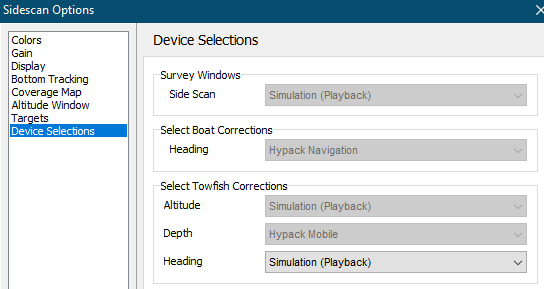 Sidescan Options
Colors
Gain
Display
Bottom Tracking
Coverage Map
Altitude Window
Targets
Device Selections
Device Selections
Survey Windows
Side Scan Simulation (Playback)
Select Boat Corrections
Heading Hypack Navigation
Select Towfish Corrections
Altitude Simulation (Playback)
Depth Hypack Mobile
Heading Simulation (Playback)